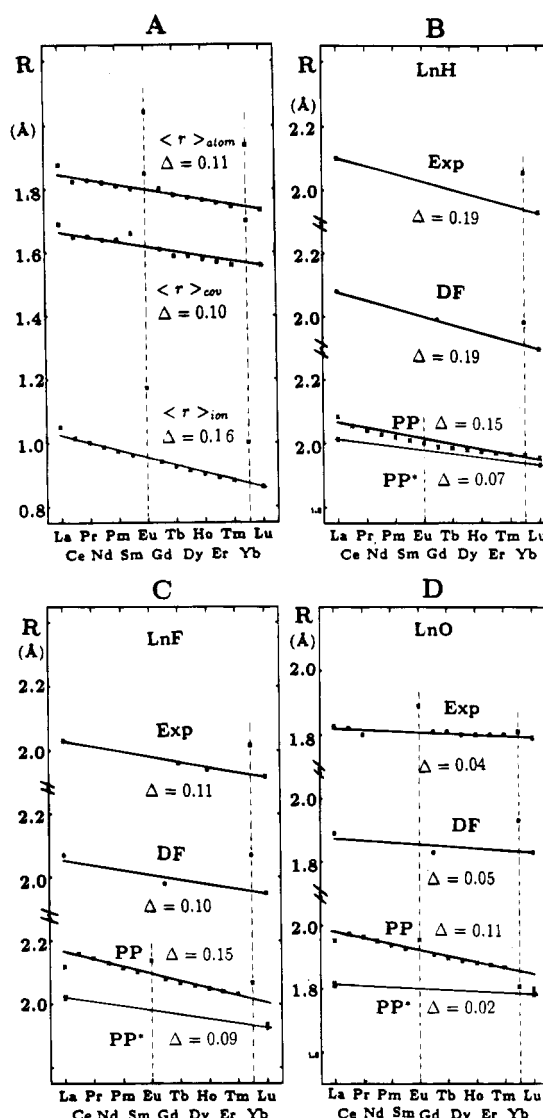 A
R
(Å)
< r >atom
Δ = 0.11
1.8
1.6
< r >cov
Δ = 0.10
1.4
1.2
< r >ion
Δ = 0.16
1.0
0.8
La Pr Pm Eu Tb Ho Tm Lu
Ce Nd Sm Gd Dy Er Yb
B
R
LnH
(Å)
2.2
Exp
2.0
Δ = 0.19
2.2
DF
2.0
Δ = 0.19
PP Δ = 0.15
2.0
PP* Δ = 0.07
1.8
La Pr Pm Eu Tb Ho Tm Lu
Ce Nd Sm Gd Dy Er Yb
C
R
LnF
(Å)
2.2
Exp
2.0
Δ = 0.11
2.2
DF
2.0
Δ = 0.10
2.2
PP Δ = 0.15
2.0
PP* Δ = 0.09
La Pr Pm Eu Tb Ho Tm Lu
Ce Nd Sm Gd Dy Er Yb
D
R
LnO
(Å)
2.0
Exp
1.8
Δ = 0.04
2.0
DF
1.8
Δ = 0.05
PP Δ = 0.11
2.0
1.8
PP* Δ = 0.02
1.6
La Pr Pm Eu Tb Ho Tm Lu
Ce Nd Sm Gd Dy Er Yb